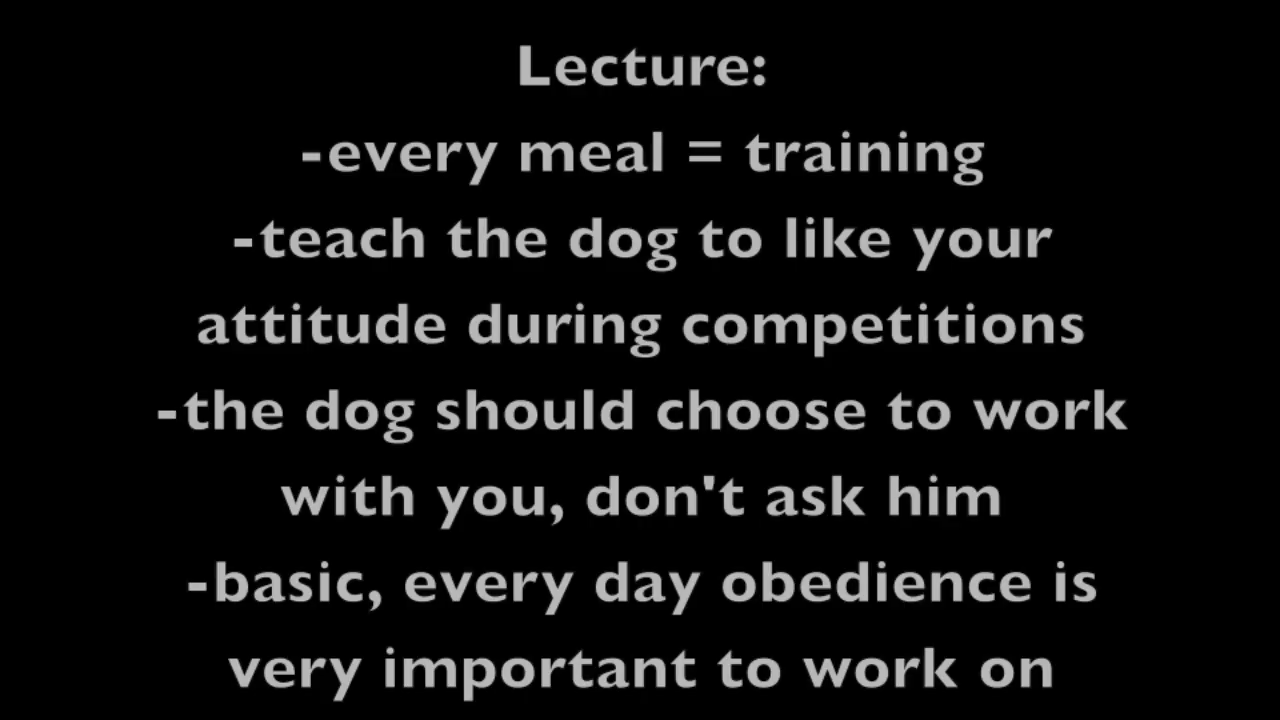 Lecture:
-every meal = training
-teach the dog to like your
attitude during competitions
-the dog should choose to work
with you, don't ask him
-basic, every day obedience is
very important to work on